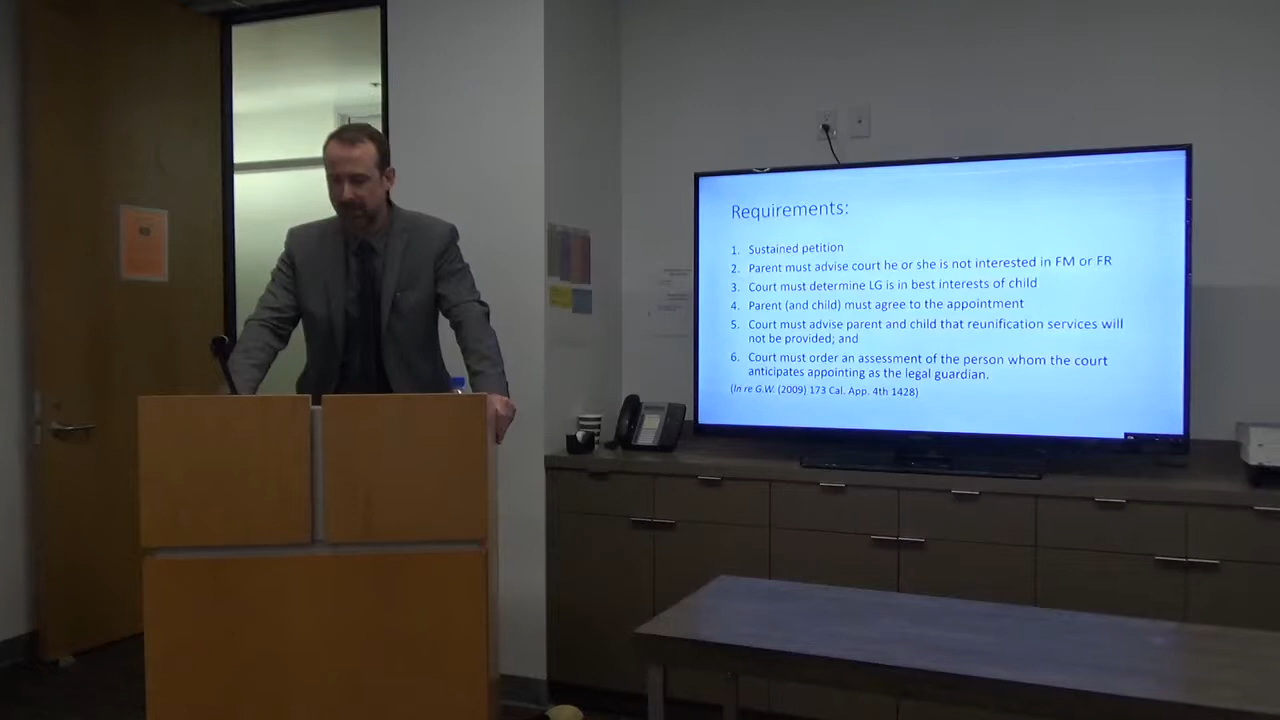 Requirements:
1. Sustained petition
2. Parent must advise court he or she is not interested in FM or FR
3. Court must determine LG is in best interests of child
4. Parent (and child) must agree to the appointment
5. Court must advise parent and child that reunification services will
not be provided; and
6. Court must order an assessment of the person whom the court
anticipates appointing as the legal guardian.
(In re G.W. (2009) 173 Cal. App. 4th 1428)